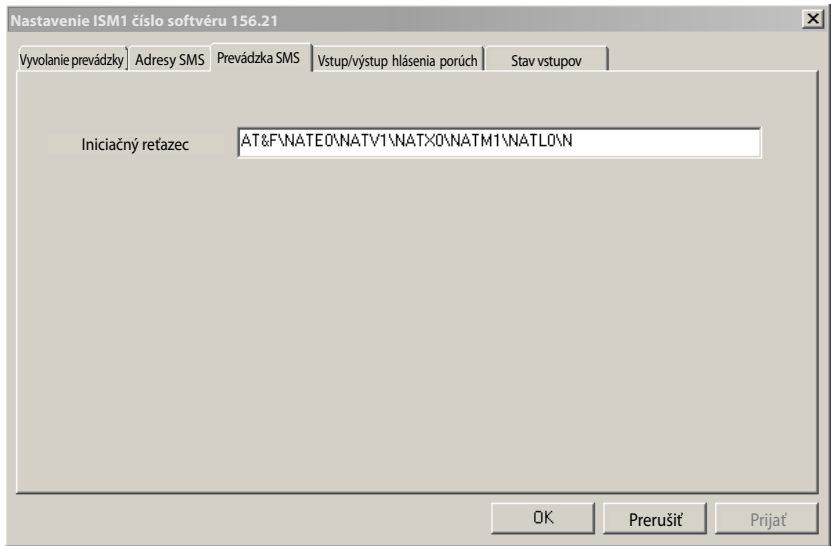 Nastavenie ISM1 číslo softvéru 156.21
Vyvolanie prevádzky Adresy SMS Prevádzka SMS Vstup/výstup hlásenia porúch Stav vstupov
Iniciačný reťazec AT&F\NATE0\NATV1\NATX0\NATM1\NATL0\N
OK Prerušiť Prijať